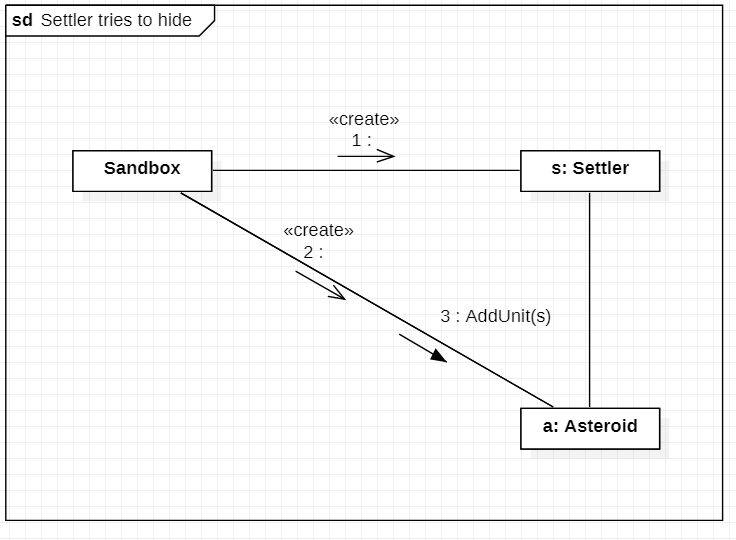 sd Settler tries to hide
«create»
1 :
Sandbox
s: Settler
«create»
2 :
3 : AddUnit(s)
a: Asteroid